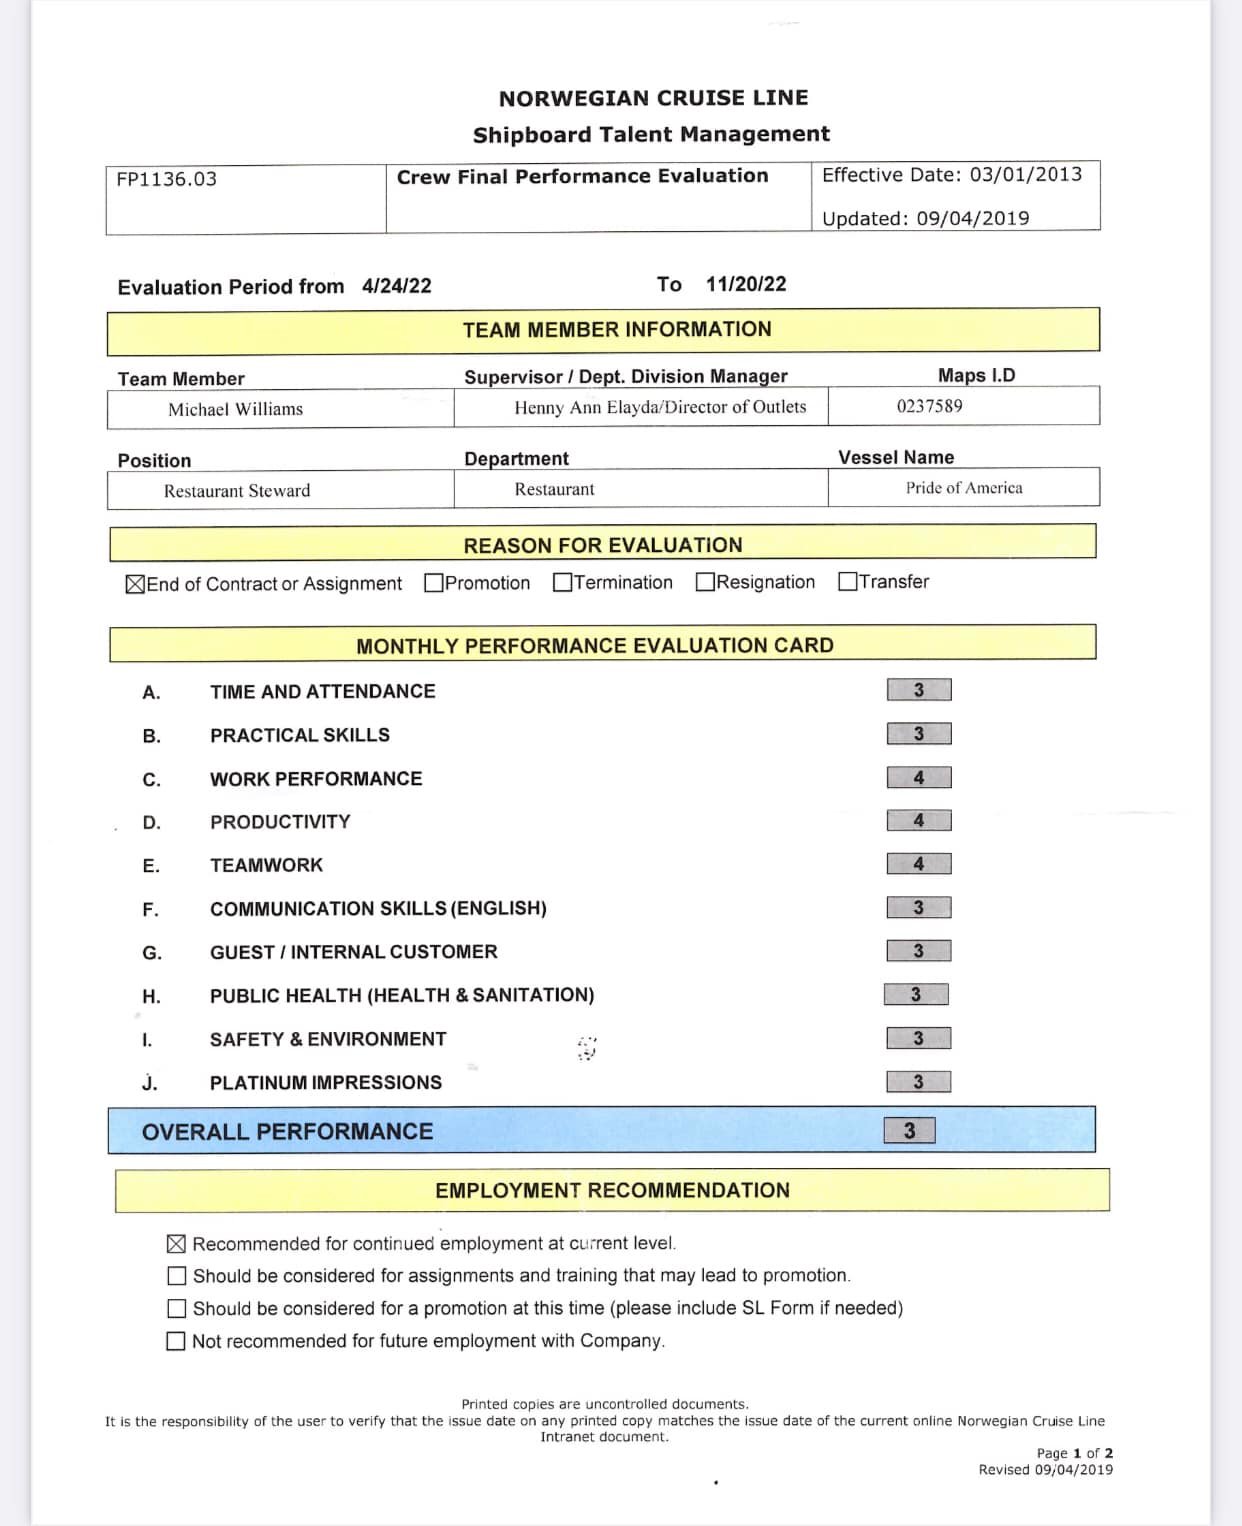 NORWEGIAN CRUISE LINE
Shipboard Talent Management
FP1136.03 Crew Final Performance Evaluation Effective Date: 03/01/2013
Updated: 09/04/2019
Evaluation Period from 4/24/22 To 11/20/22
TEAM MEMBER INFORMATION
Team Member Supervisor / Dept. Division Manager Maps I.D
Michael Williams Henny Ann Elayda/Director of Outlets 0237589
Position Department Vessel Name
Restaurant Steward Restaurant Pride of America
REASON FOR EVALUATION
☒End of Contract or Assignment ☐Promotion ☐Termination ☐Resignation ☐Transfer
MONTHLY PERFORMANCE EVALUATION CARD
A. TIME AND ATTENDANCE 3
B. PRACTICAL SKILLS 3
C. WORK PERFORMANCE 4
D. PRODUCTIVITY 4
E. TEAMWORK 4
F. COMMUNICATION SKILLS (ENGLISH) 3
G. GUEST / INTERNAL CUSTOMER 3
H. PUBLIC HEALTH (HEALTH & SANITATION) 3
I. SAFETY & ENVIRONMENT 3
J. PLATINUM IMPRESSIONS 3
OVERALL PERFORMANCE 3
EMPLOYMENT RECOMMENDATION
☒ Recommended for continued employment at current level.
☐ Should be considered for assignments and training that may lead to promotion.
☐ Should be considered for a promotion at this time (please include SL Form if needed)
☐ Not recommended for future employment with Company.
Printed copies are uncontrolled documents.
It is the responsibility of the user to verify that the issue date on any printed copy matches the issue date of the current online Norwegian Cruise Line
Intranet document.
Page 1 of 2
Revised 09/04/2019